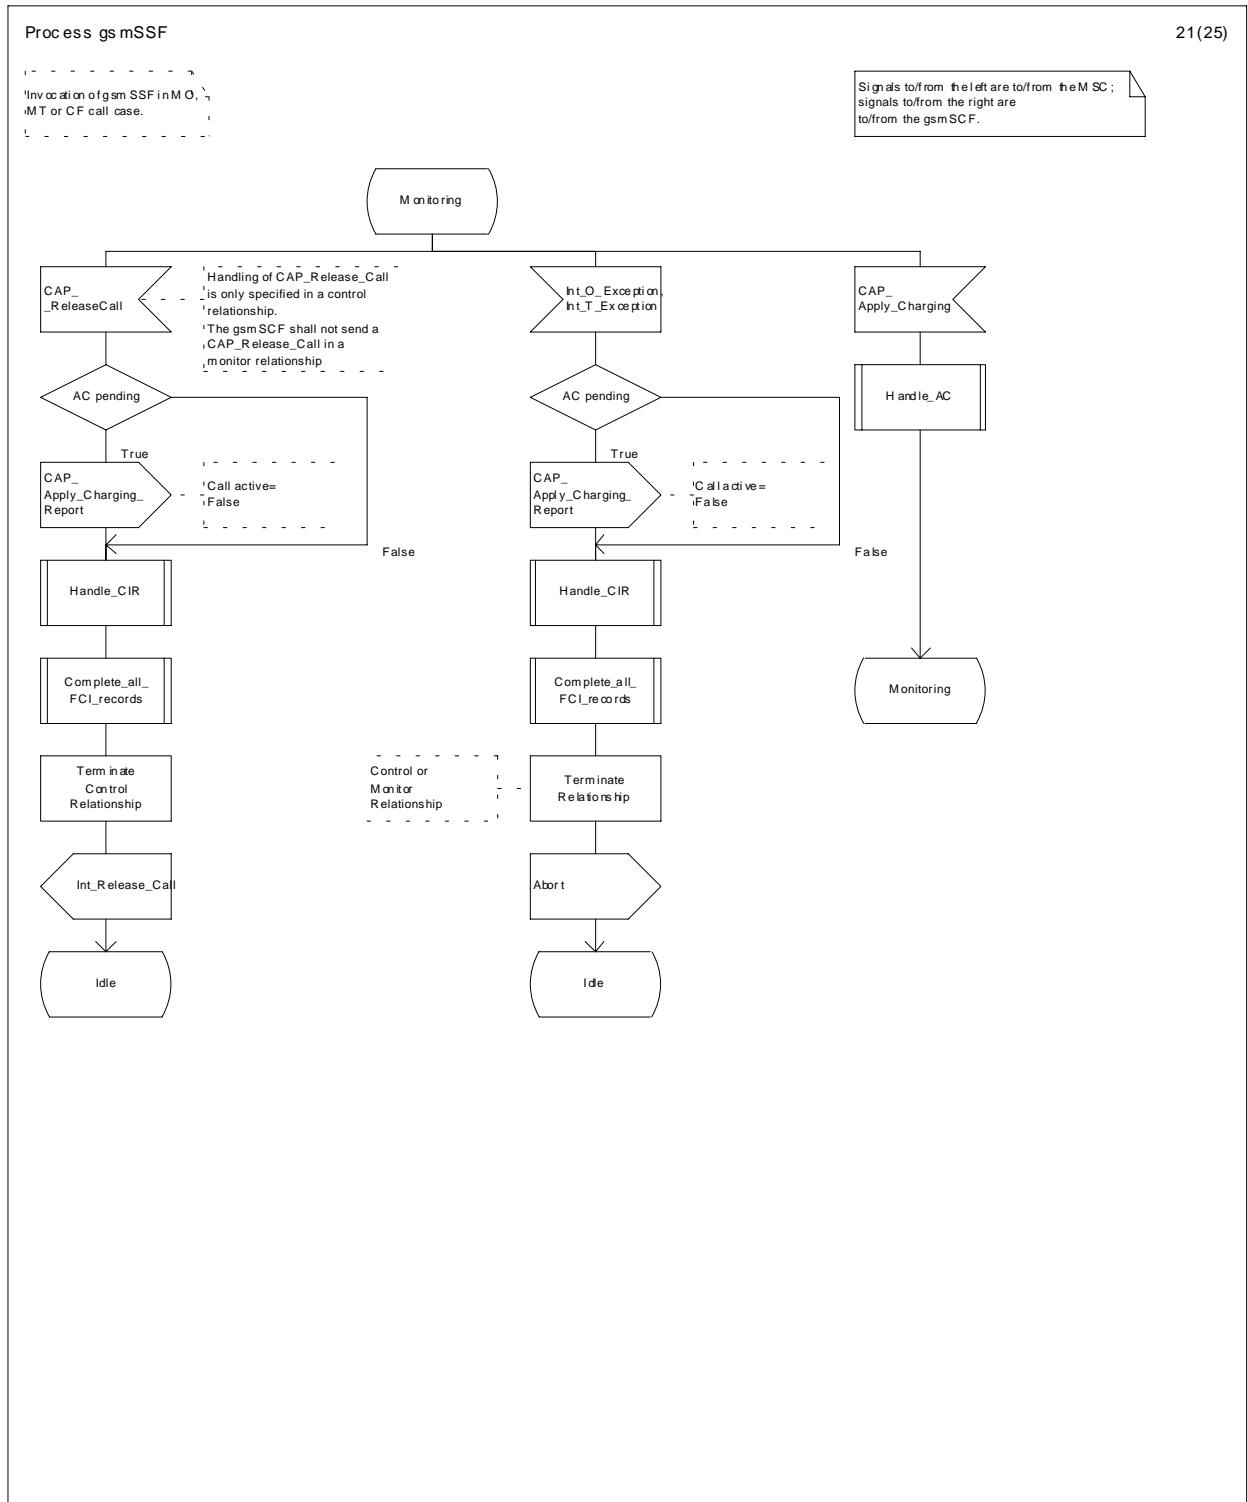 Process gsmSSF
21(25)
Invocation of gsm SSF in MO,
MT or CF call case.
Signals to/from the left are to/from the MSC;
signals to/from the right are
to/from the gsmSCF.
Monitoring
CAP_
_ReleaseCall
Handling of CAP_Release_Call
is only specified in a control
relationship.
The gsmSCF shall not send a
CAP_Release_Call in a
monitor relationship
Int_O_Exception,
Int_T_Exception
CAP_
Apply_Charging
AC pending
AC pending
Handle_AC
True
True
CAP_
Apply_Charging_
Report
Call active=
False
CAP_
Apply_Charging_
Report
Call active=
False
False
False
Handle_CIR
Handle_CIR
Complete_all_
FCI_records
Complete_all_
FCI_records
Monitoring
Terminate
Control
Relationship
Control or
Monitor
Relationship
Terminate
Relationship
Int_Release_Call
Abort
Idle
Idle